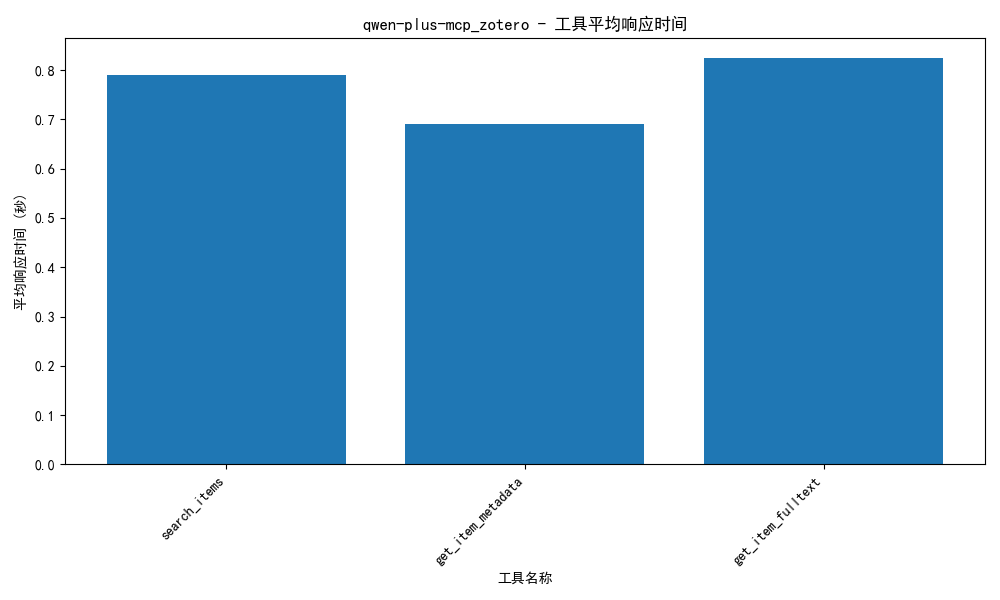 qwen-plus-mcp_zotero - 工具平均响应时间
平均响应时间 (秒)
0.8
0.7
0.6
0.5
0.4
0.3
0.2
0.1
0.0
search_items
get_item_metadata
get_item_fulltext
工具名称